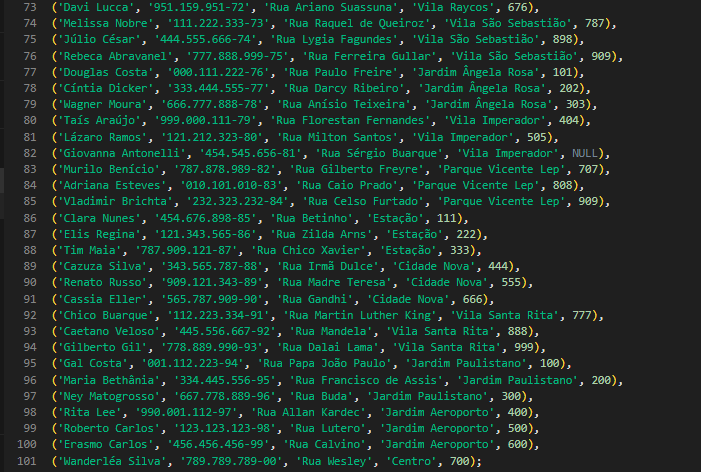 73 ('Davi Lucca', '951.159.951-72', 'Rua Ariano Suassuna', 'Vila Raycos', 676),
74 ('Melissa Nobre', '111.222.333-73', 'Rua Raquel de Queiroz', 'Vila São Sebastião', 787),
75 ('Júlio César', '444.555.666-74', 'Rua Lygia Fagundes', 'Vila São Sebastião', 898),
76 ('Rebeca Abravanel', '777.888.999-75', 'Rua Ferreira Gullar', 'Vila São Sebastião', 909),
77 ('Douglas Costa', '000.111.222-76', 'Rua Paulo Freire', 'Jardim Ângela Rosa', 101),
78 ('Cíntia Dicker', '333.444.555-77', 'Rua Darcy Ribeiro', 'Jardim Ângela Rosa', 202),
79 ('Wagner Moura', '666.777.888-78', 'Rua Anísio Teixeira', 'Jardim Ângela Rosa', 303),
80 ('Taís Araújo', '999.000.111-79', 'Rua Florestan Fernandes', 'Vila Imperador', 404),
81 ('Lázaro Ramos', '121.212.323-80', 'Rua Milton Santos', 'Vila Imperador', 505),
82 ('Giovanna Antonelli', '454.545.656-81', 'Rua Sérgio Buarque', 'Vila Imperador', NULL),
83 ('Murilo Benício', '787.878.989-82', 'Rua Gilberto Freyre', 'Parque Vicente Lep', 707),
84 ('Adriana Esteves', '010.101.010-83', 'Rua Caio Prado', 'Parque Vicente Lep', 808),
85 ('Vladimir Brichta', '232.323.232-84', 'Rua Celso Furtado', 'Parque Vicente Lep', 909),
86 ('Clara Nunes', '454.676.898-85', 'Rua Betinho', 'Estação', 111),
87 ('Elis Regina', '121.343.565-86', 'Rua Zilda Arns', 'Estação', 222),
88 ('Tim Maia', '787.909.121-87', 'Rua Chico Xavier', 'Estação', 333),
89 ('Cazuza Silva', '343.565.787-88', 'Rua Irmã Dulce', 'Cidade Nova', 444),
90 ('Renato Russo', '909.121.343-89', 'Rua Madre Teresa', 'Cidade Nova', 555),
91 ('Cassia Eller', '565.787.909-90', 'Rua Gandhi', 'Cidade Nova', 666),
92 ('Chico Buarque', '112.223.334-91', 'Rua Martin Luther King', 'Vila Santa Rita', 777),
93 ('Caetano Veloso', '445.556.667-92', 'Rua Mandela', 'Vila Santa Rita', 888),
94 ('Gilberto Gil', '778.889.990-93', 'Rua Dalai Lama', 'Vila Santa Rita', 999),
95 ('Gal Costa', '001.112.223-94', 'Rua Papa João Paulo', 'Jardim Paulistano', 100),
96 ('Maria Bethânia', '334.445.556-95', 'Rua Francisco de Assis', 'Jardim Paulistano', 200),
97 ('Ney Matogrosso', '667.778.889-96', 'Rua Buda', 'Jardim Paulistano', 300),
98 ('Rita Lee', '990.001.112-97', 'Rua Allan Kardec', 'Jardim Aeroporto', 400),
99 ('Roberto Carlos', '123.123.123-98', 'Rua Lutero', 'Jardim Aeroporto', 500),
100 ('Erasmo Carlos', '456.456.456-99', 'Rua Calvino', 'Jardim Aeroporto', 600),
101 ('Wanderléa Silva', '789.789.789-00', 'Rua Wesley', 'Centro', 700);